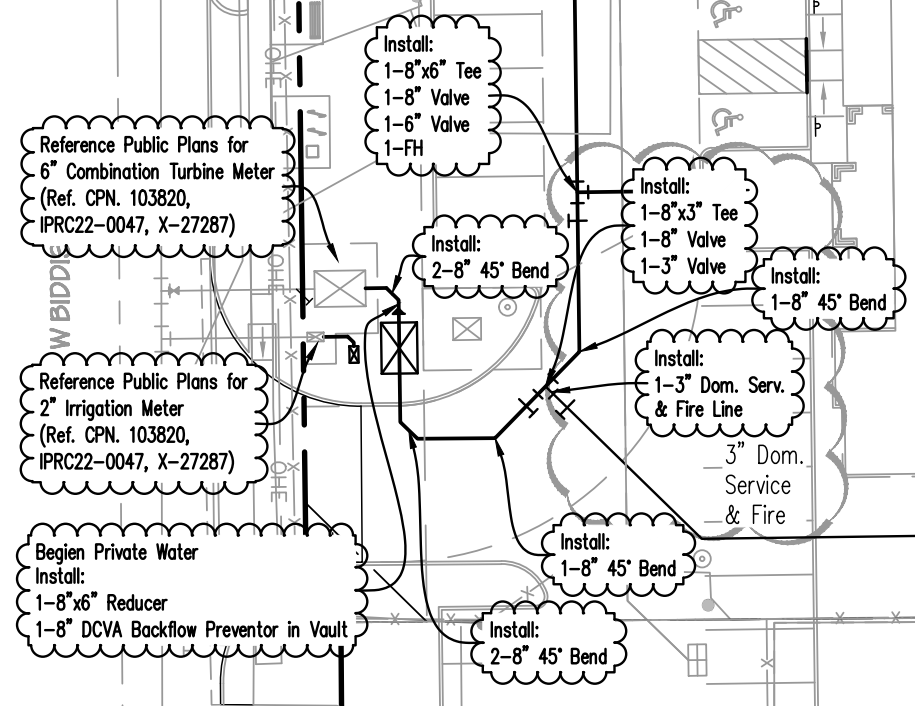 Install:
1-8"x6" Tee
1-8" Valve
1-6" Valve
1-FH
P
P
Reference Public Plans for
6" Combination Turbine Meter
(Ref. CPN. 103820,
IPRC22-0047, X-27287)
OHE
Install:
1-8"x3" Tee
1-8" Valve
1-3" Valve
Install:
2-8" 45° Bend
Install:
1-8" 45° Bend
OHE
W BIDDLE
Install:
1-3" Dom. Serv.
& Fire Line
Reference Public Plans for
2" Irrigation Meter
(Ref. CPN. 103820,
IPRC22-0047, X-27287)
OHE
3" Dom.
Service
& Fire
Begien Private Water
Install:
1-8"x6" Reducer
1-8" DCVA Backflow Preventor in Vault
Install:
1-8" 45° Bend
Install:
2-8" 45° Bend